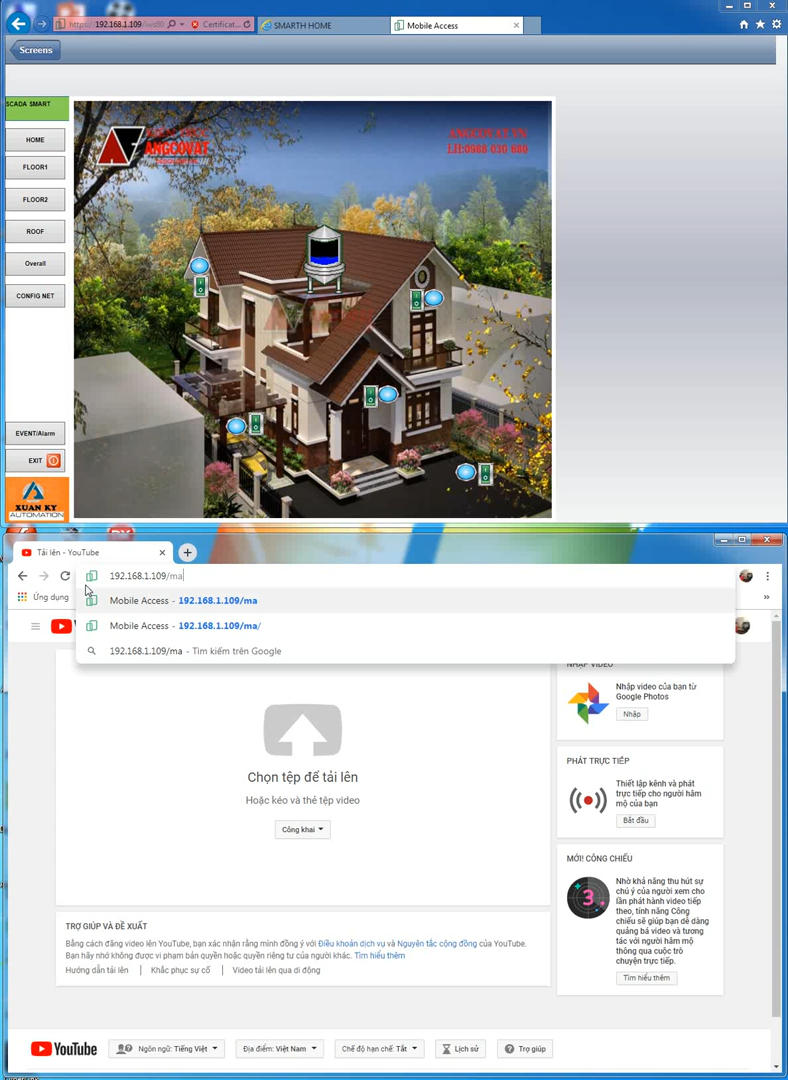 https://192.168.1.109/iwd80
Certificat...
SMARTH HOME
Mobile Access
Screens
SCADA SMART
HOME
FLOOR1
FLOOR2
ROOF
Overall
CONFIG NET
EVENT/Alarm
EXIT
XUAN KY
AUTOMATION
ANGCOVAT
ANGCOVAT.VN
LH:0988 030 680
Tải lên - YouTube
192.168.1.109/ma
Ứng dụng
Mobile Access - 192.168.1.109/ma
Mobile Access - 192.168.1.109/ma/
192.168.1.109/ma - Tìm kiếm trên Google
Chọn tệp để tải lên
Hoặc kéo và thẻ tệp video
Công khai
NHẬP VIDEO
Nhập video của bạn từ
Google Photos
Nhập
PHÁT TRỰC TIẾP
Thiết lập kênh và phát
trực tiếp cho người hâm
mộ của bạn
Bắt đầu
MỚI! CÔNG CHIẾU
3
Nhờ khả năng thu hút sự
chú ý của người xem cho
lần phát hành video tiếp
theo, tính năng Công
chiếu sẽ giúp bạn dễ dàng
quảng bá video và tương
tác với người hâm mộ
thông qua cuộc trò
chuyện trực tiếp.
Tìm hiểu thêm
TRỢ GIÚP VÀ ĐỀ XUẤT
Bằng cách đăng video lên YouTube, bạn xác nhận rằng mình đồng ý với Điều khoản dịch vụ và Nguyên tắc cộng đồng của YouTube.
Bạn hãy nhớ không được vi phạm bản quyền hoặc quyền riêng tư của người khác. Tìm hiểu thêm
Hướng dẫn tải lên | Khắc phục sự cố | Video tải lên qua di động
YouTube
Ngôn ngữ: Tiếng Việt
Địa điểm: Việt Nam
Chế độ hạn chế: Tắt
Lịch sử
Trợ giúp